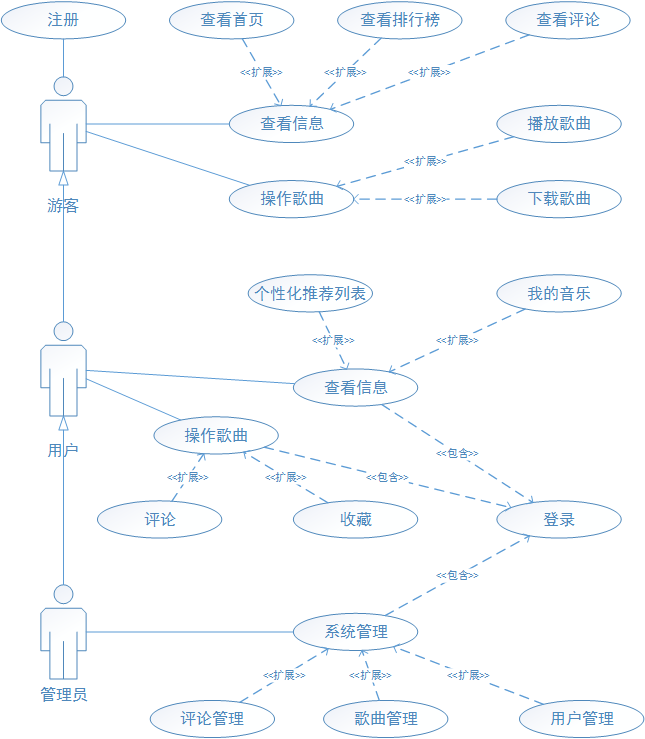 注册
查看首页
查看排行榜
查看评论
<<扩展>>
<<扩展>>
<<扩展>>
查看信息
播放歌曲
<<扩展>>
游客
操作歌曲
<<扩展>>
下载歌曲
个性化推荐列表
我的音乐
<<扩展>>
<<扩展>>
查看信息
操作歌曲
用户
<<包含>>
<<扩展>>
<<扩展>>
<<包含>>
评论
收藏
登录
<<包含>>
系统管理
<<扩展>>
<<扩展>>
<<扩展>>
管理员
评论管理
歌曲管理
用户管理